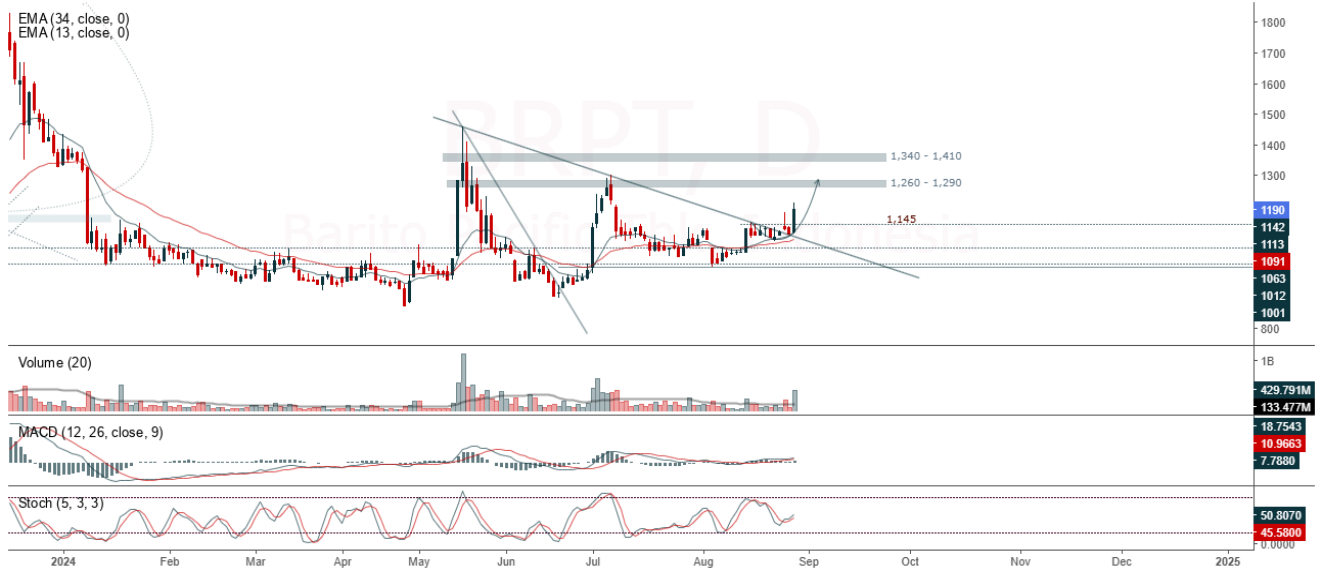 EMA (34, close, 0)
EMA (13, close, 0)
BRPT, D
Barito Pacific Tbk Indonesia
1,340 - 1,410
1,260 - 1,290
1,145
1800
1700
1600
1500
1400
1300
1190
1142
1113
1091
1063
1012
1001
800
Volume (20)
1B
429.791M
133.477M
MACD (12, 26, close, 9)
18.7543
10.9663
7.7880
Stoch (5, 3, 3)
50.8070
45.5800
0.0000
2024 Feb Mar Apr May Jun Jul Aug Sep Oct Nov Dec 2025